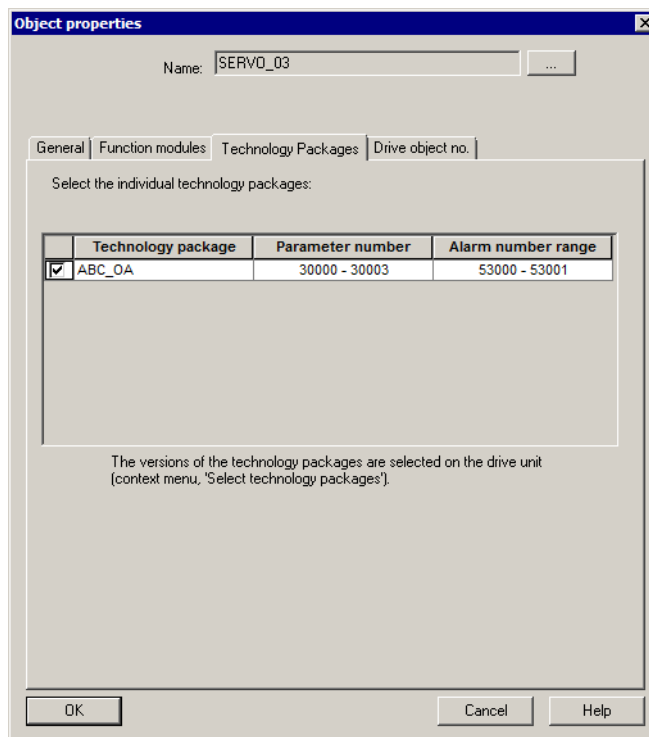 Object properties
Name: SERVO_03 ...
General Function modules Technology Packages Drive object no.
Select the individual technology packages:
Technology package Parameter number Alarm number range
ABC_OA 30000 - 30003 53000 - 53001
The versions of the technology packages are selected on the drive unit
(context menu, 'Select technology packages').
OK Cancel Help